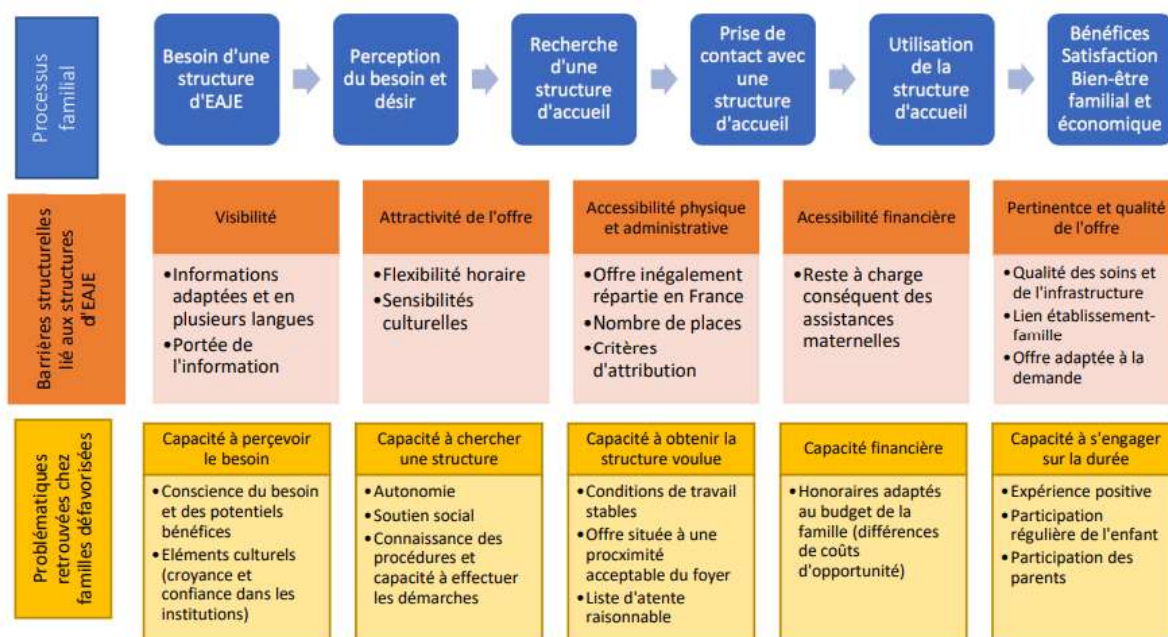 Processus
familial
Besoin d'une
structure
d'EAJE
Perception
du besoin et
désir
Recherche
d'une
structure
d'accueil
Prise de
contact avec
une
structure
d'accueil
Utilisation
de la
structure
d'accueil
Bénéfices
Satisfaction
Bien-être
familial et
économique
Barrières structurelles
lié aux structures
d'EAJE
Visibilité
•Informations
adaptées et en
plusieurs langues
•Portée de
l'information
Attractivité de l'offre
•Flexibilité horaire
•Sensibilités
culturelles
Accessibilité physique
et administrative
•Offre inégalement
répartie en France
•Nombre de places
•Critères
d'attribution
Acessibilité financière
•Reste à charge
conséquent des
assistances
maternelles
Pertinentce et qualité
de l'offre
•Qualité des soins et
de l'infrastructure
•Lien établissement-
famille
•Offre adaptée à la
demande
Problématiques
retrouvées chez
familles défavorisées
Capacité à perçevoir
le besoin
•Conscience du besoin
et des potentiels
bénéfices
•Eléments culturels
(croyance et
confiance dans les
institutions)
Capacité à chercher
une structure
•Autonomie
•Soutien social
•Connaissance des
procédures et
capacité à effectuer
les démarches
Capacité à obtenir la
structure voulue
•Conditions de travail
stables
•Offre située à une
procximité
acceptable du foyer
•Liste d'atente
raisonnable
Capacité financière
•Honoraires adaptés
au budget de la
famille (différences
de coûts
d'opportunité)
Capacité à s'engager
sur la durée
•Expérience positive
•Participation
régulière de l'enfant
•Participation des
parents